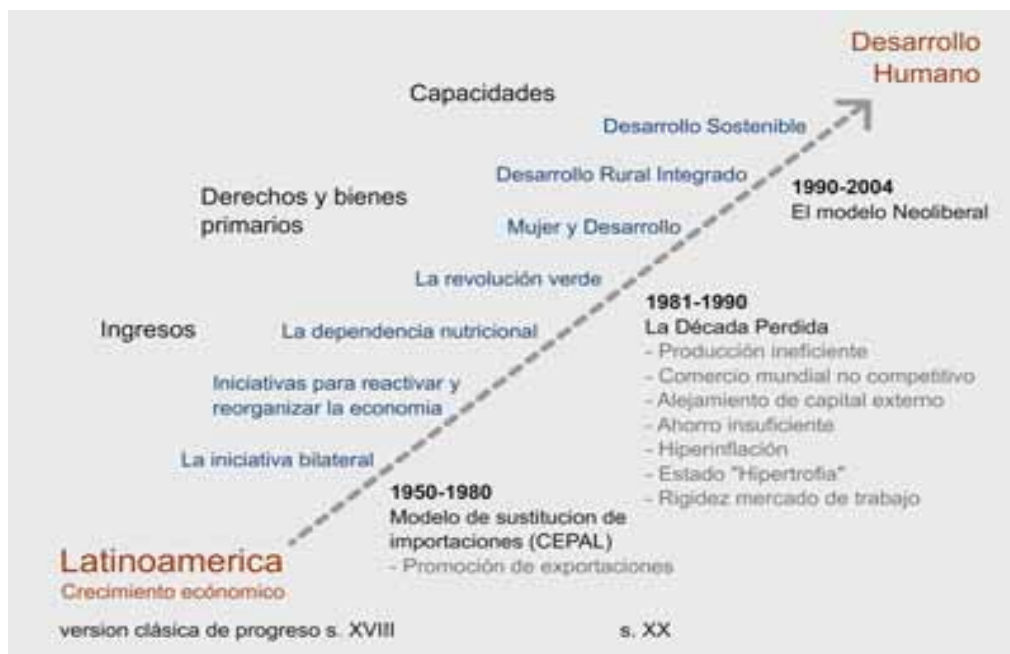 Desarrollo
Humano
Capacidades
Desarrollo Sostenible
Desarrollo Rural Integrado
1990-2004
El modelo Neoliberal
Derechos y bienes
primarios
Mujer y Desarrollo
La revolución verde
1981-1990
La Década Perdida
- Producción ineficiente
- Comercio mundial no competitivo
- Alejamiento de capital externo
- Ahorro insuficiente
- Hiperinflación
- Estado "Hipertrofia"
- Rigidez mercado de trabajo
Ingresos
La dependencia nutricional
Iniciativas para reactivar y
reorganizar la economia
La iniciativa bilateral
1950-1980
Modelo de sustitucion de
importaciones (CEPAL)
- Promoción de exportaciones
Latinoamerica
Crecimiento ecónomico
version clásica de progreso s. XVIII
s. XX